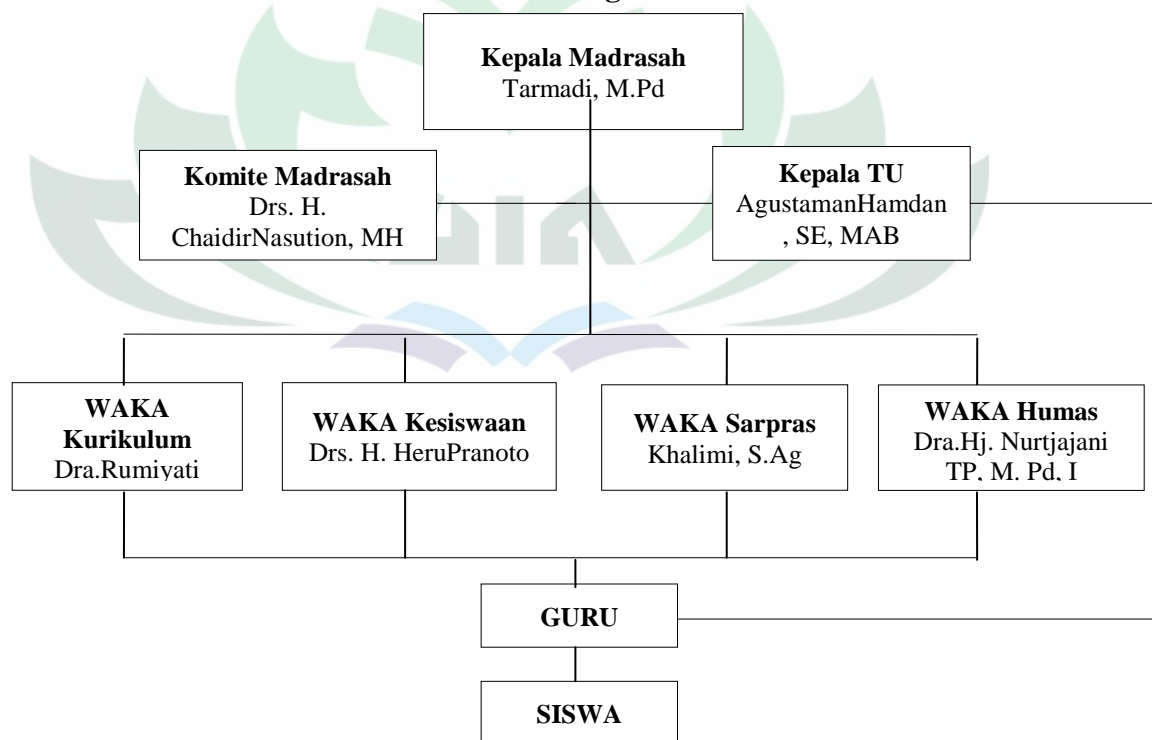 Kepala Madrasah
Tarmadi, M.Pd
Komite Madrasah
Drs. H.
ChaidirNasution, MH
Kepala TU
AgustamanHamdan
, SE, MAB
WAKA
Kurikulum
Dra.Rumiyati
WAKA Kesiswaan
Drs. H. HeruPranoto
WAKA Sarpras
Khalimi, S.Ag
WAKA Humas
Dra.Hj. Nurtjajani
TP, M. Pd, I
GURU
SISWA